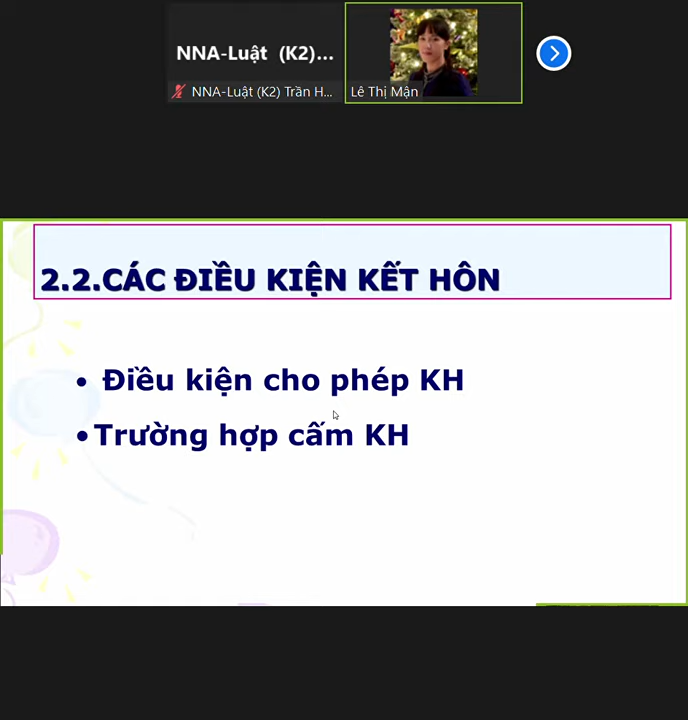 NNA-Luật (K2)...
NNA-Luật (K2) Trần H...
Lê Thị Mận
2.2.CÁC ĐIỀU KIỆN KẾT HÔN
• Điều kiện cho phép KH
• Trường hợp cấm KH